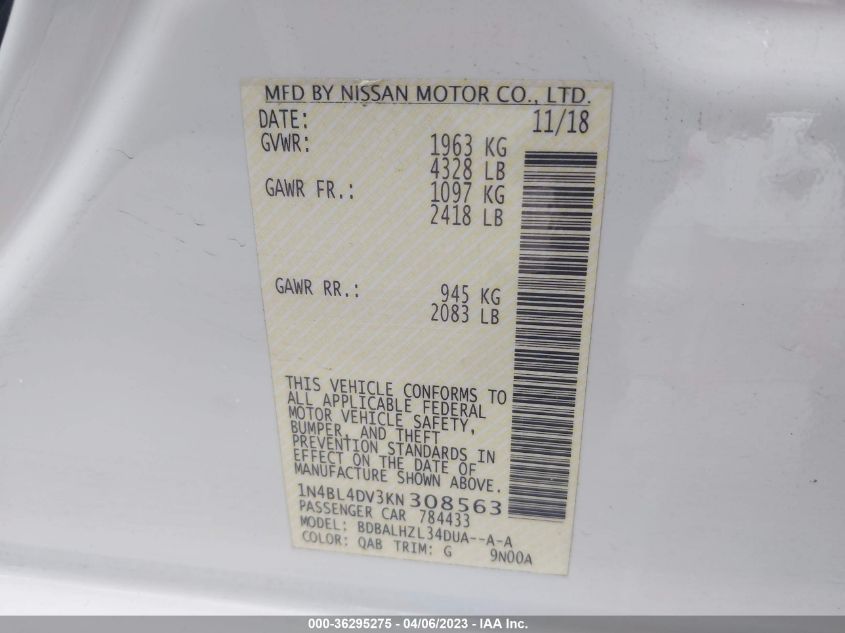 MFD BY NISSAN MOTOR CO., LTD.
DATE: 11/18
GVWR: 1963 KG
4328 LB
GAWR FR.: 1097 KG
2418 LB
GAWR RR.: 945 KG
2083 LB
THIS VEHICLE CONFORMS TO
ALL APPLICABLE FEDERAL
MOTOR VEHICLE SAFETY,
BUMPER, AND THEFT
PREVENTION STANDARDS IN
EFFECT ON THE DATE OF
MANUFACTURE SHOWN ABOVE.
1N4BL4DV3KN308563
PASSENGER CAR 784433
MODEL: BDBALHZL34DUA--A-A
COLOR: QAB TRIM: G 9N00A
000-36295275 - 04/06/2023 - IAA Inc.